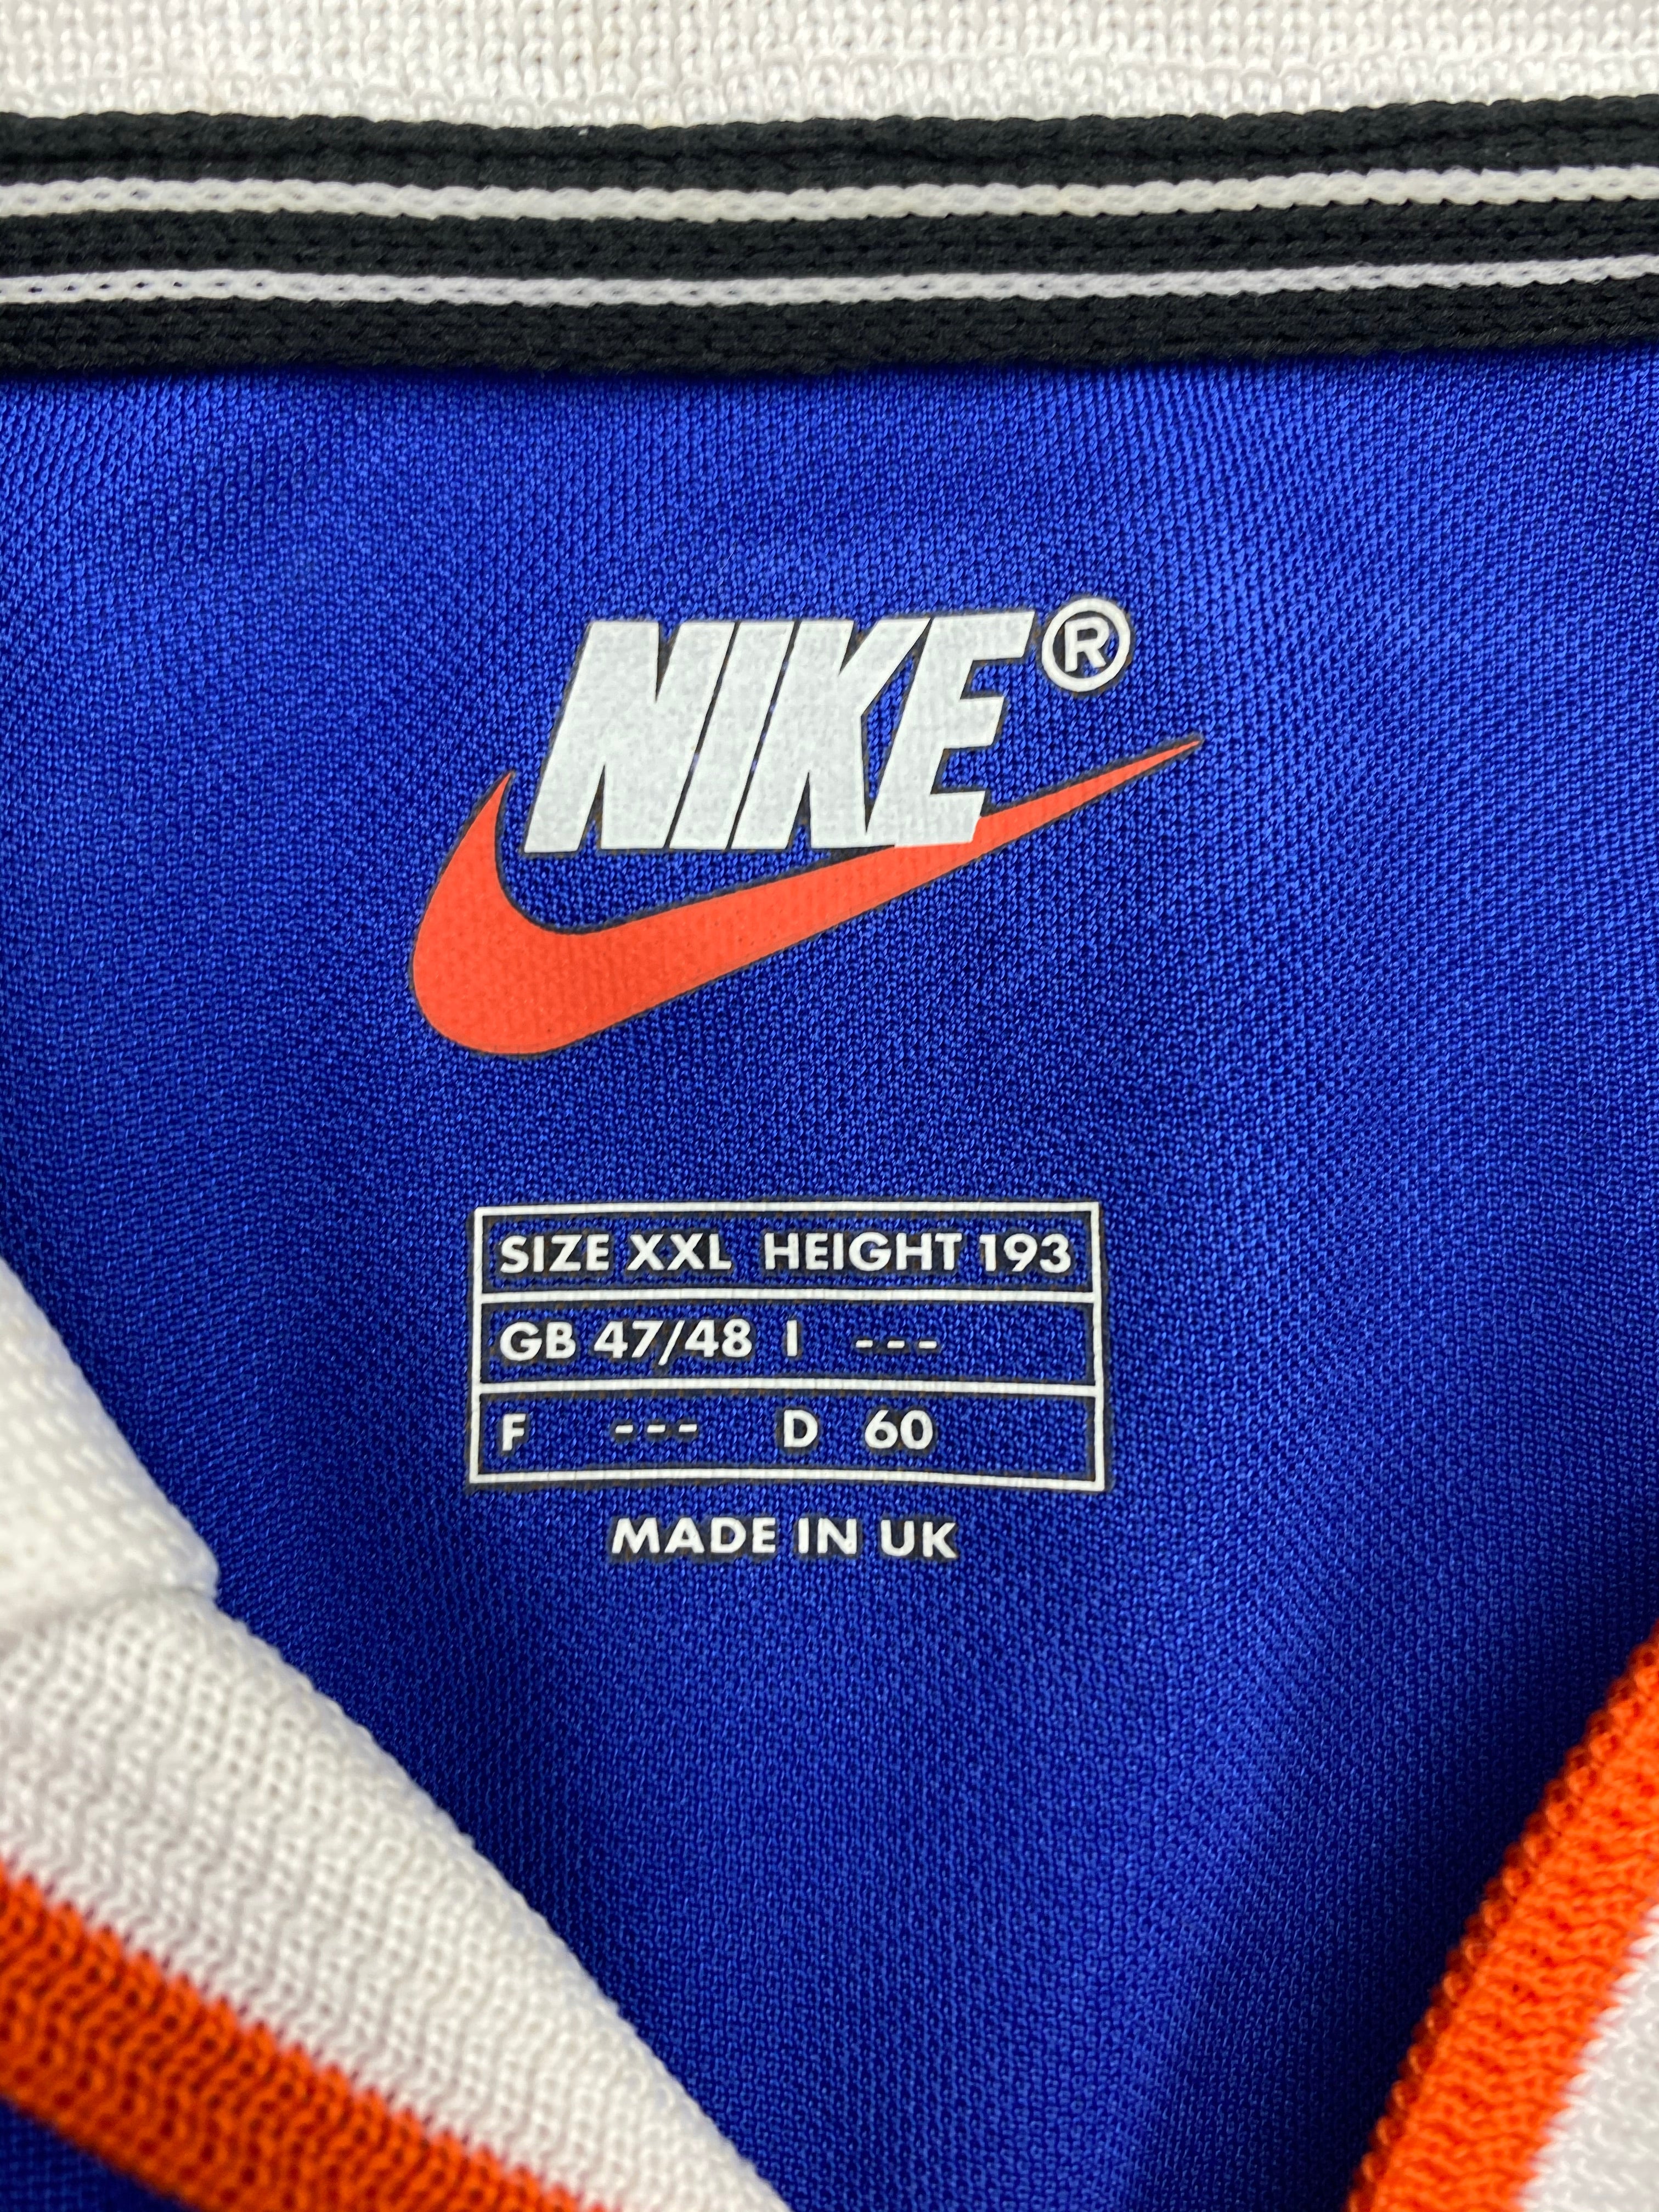 NIKE®
SIZE XXL HEIGHT 193
GB 47/48 I ---
F --- D 60
MADE IN UK